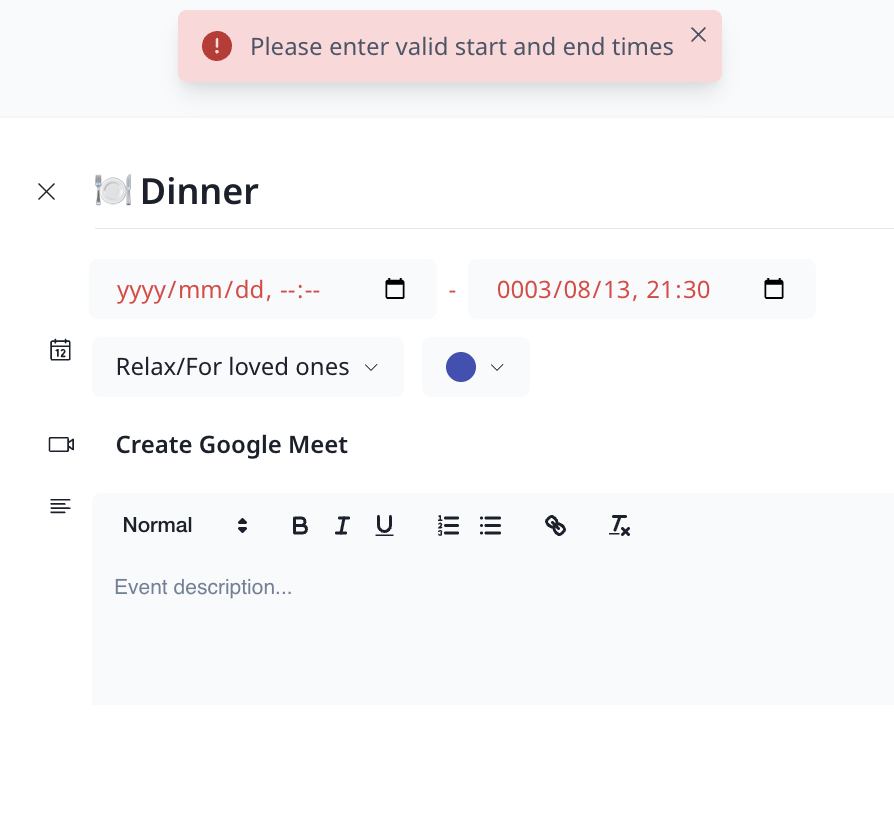 Please enter valid start and end times
🍽️ Dinner
yyyy/mm/dd, --:-- - 0003/08/13, 21:30
12
Relax/For loved ones
Create Google Meet
Normal B I U
Event description...